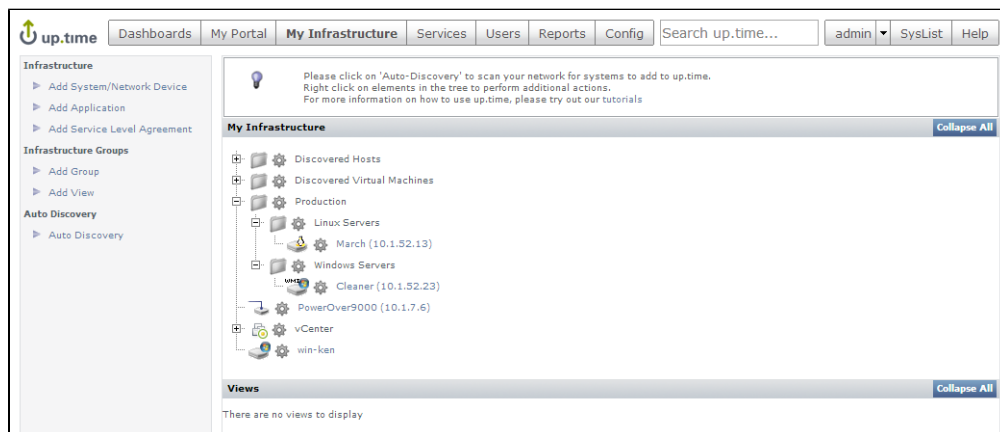 up.time
Dashboards My Portal My Infrastructure Services Users Reports Config Search up.time... admin SysList Help
Infrastructure
Add System/Network Device
Add Application
Add Service Level Agreement
Infrastructure Groups
Add Group
Add View
Auto Discovery
Auto Discovery
Please click on 'Auto-Discovery' to scan your network for systems to add to up.time.
Right click on elements in the tree to perform additional actions.
For more information on how to use up.time, please try out our tutorials
My Infrastructure Collapse All
Discovered Hosts
Discovered Virtual Machines
Production
Linux Servers
March (10.1.52.13)
Windows Servers
WMI Cleaner (10.1.52.23)
PowerOver9000 (10.1.7.6)
vCenter
win-ken
Views Collapse All
There are no views to display